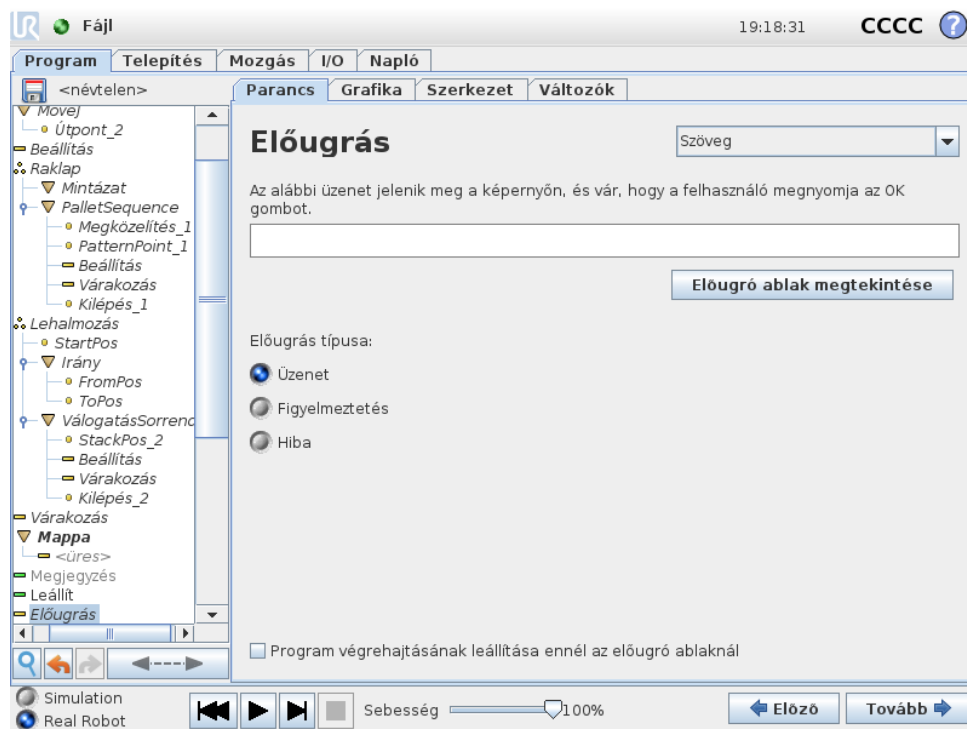 UR Fájl 19:18:31 CCCC ?
Program Telepítés Mozgás I/O Napló
<névtelen>
MoveJ
Útpont_2
Beállítás
Raklap
Mintázat
PalletSequence
Megközelítés_1
PatternPoint_1
Beállítás
Várakozás
Kilépés_1
Lehalmozás
StartPos
Irány
FromPos
ToPos
VálogatásSorrend
StackPos_2
Beállítás
Várakozás
Kilépés_2
Várakozás
Mappa
<üres>
Megjegyzés
Leállít
Előugrás
Parancs Grafika Szerkezet Változók
Előugrás
Szöveg
Az alábbi üzenet jelenik meg a képernyőn, és vár, hogy a felhasználó megnyomja az OK
gombot.
Előugró ablak megtekintése
Előugrás típusa:
Üzenet
Figyelmeztetés
Hiba
Program végrehajtásának leállítása ennél az előugró ablaknál
Simulation
Real Robot
Sebesség 100%
Előző
Tovább